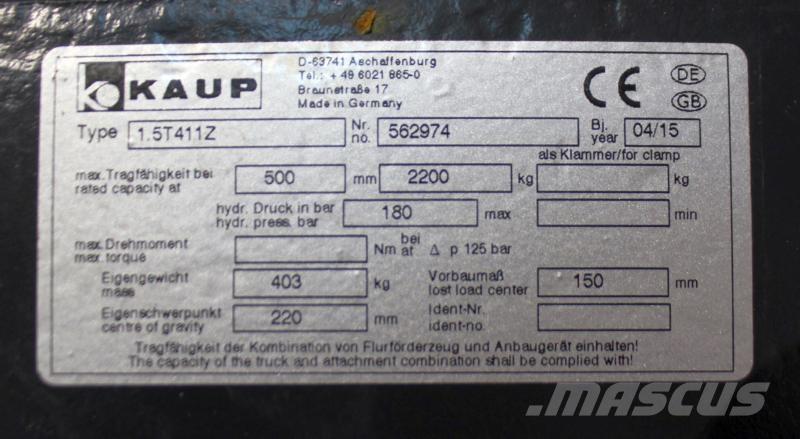 KAUP
D-63741 Aschaffenburg
Tel.: +49 6021 865-0
Braunstraße 17
Made in Germany
CE
DE
GB
Type 1.5T411Z Nr. no. 562974 Bj. year 04/15
als Klammer/for clamp
max. Tragfähigkeit bei rated capacity at 500 mm 2200 kg kg
hydr. Druck in bar hydr. press. bar 180 max min
max. Drehmoment max. torque Nm bei at Δ p 125 bar
Eigengewicht mass 403 kg Vorbaumaß lost load center 150 mm
Eigenschwerpunkt centre of gravity 220 mm Ident-Nr. ident-no.
Tragfähigkeit der Kombination von Flurförderzeug und Anbaugerät einhalten!
The capacity of the truck and attachment combination shall be complied with!
MASCUS